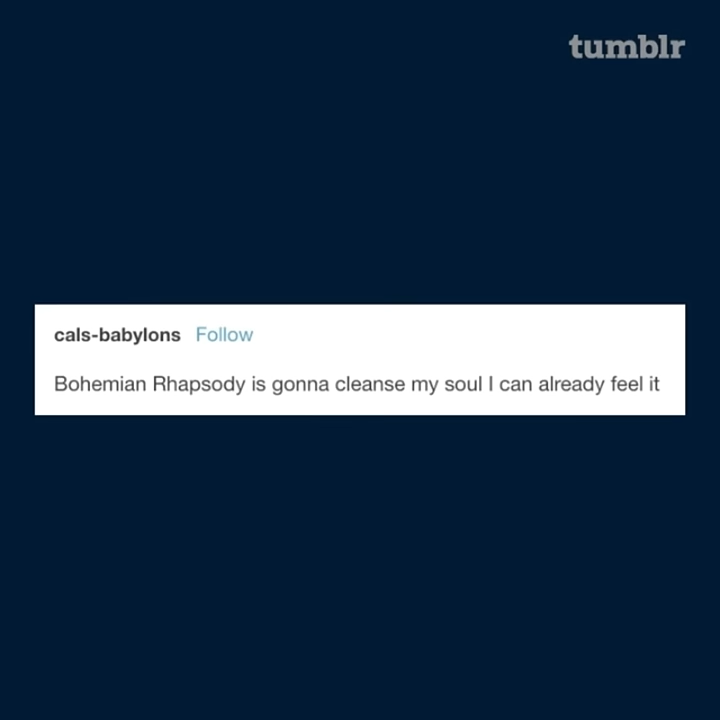 tumblr
cals-babylons Follow
Bohemian Rhapsody is gonna cleanse my soul I can already feel it